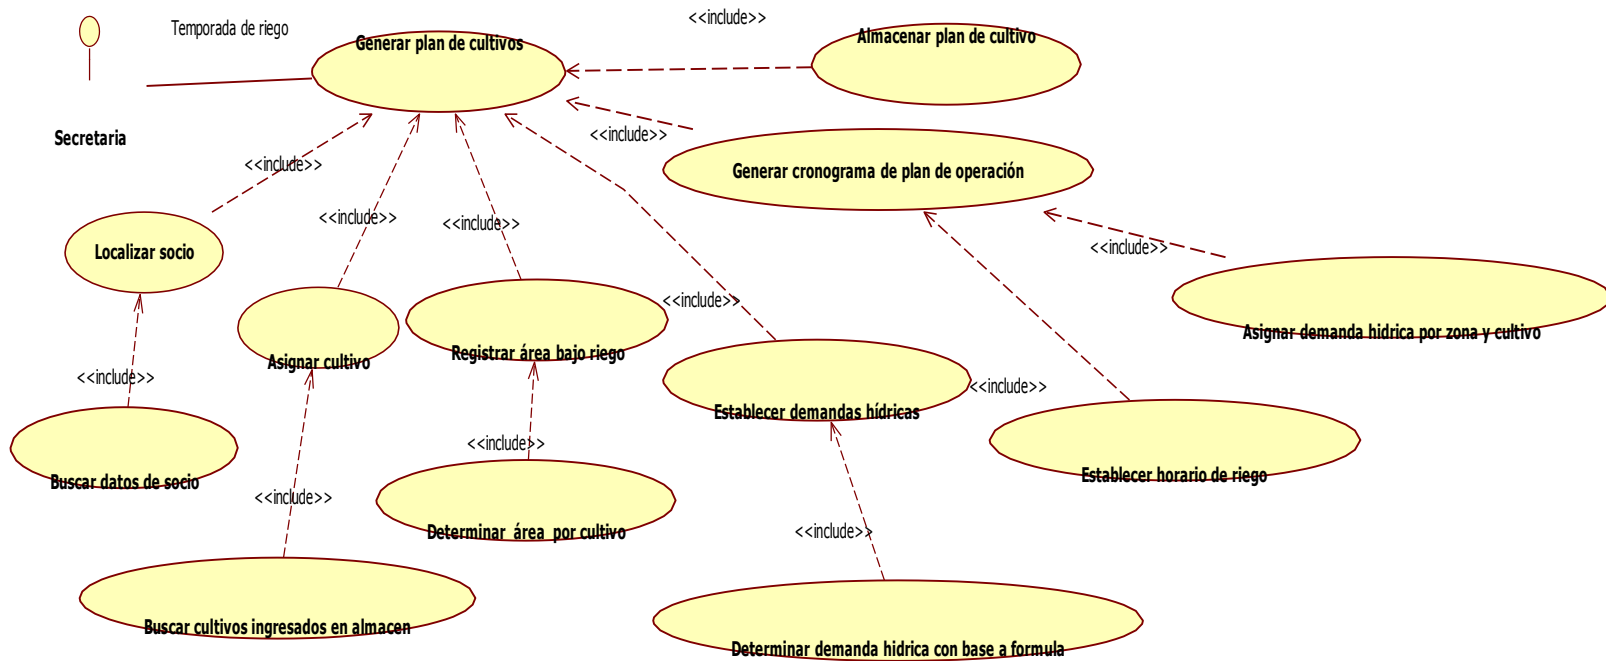 <<include>>
Temporada de riego
Generar plan de cultivos
Almacenar plan de cultivo
<<include>>
Secretaria
<<include>>
Generar cronograma de plan de operación
<<include>>
<<include>>
<<include>>
Localizar socio
<<include>>
Asignar demanda hidrica por zona y cultivo
Registrar área bajo riego
Asignar cultivo
<<include>>
<<include>>
Establecer demandas hídricas
<<include>>
Establecer horario de riego
Buscar datos de socio
<<include>>
Determinar  área  por cultivo
<<include>>
Buscar cultivos ingresados en almacen
Determinar demanda hidrica con base a formula